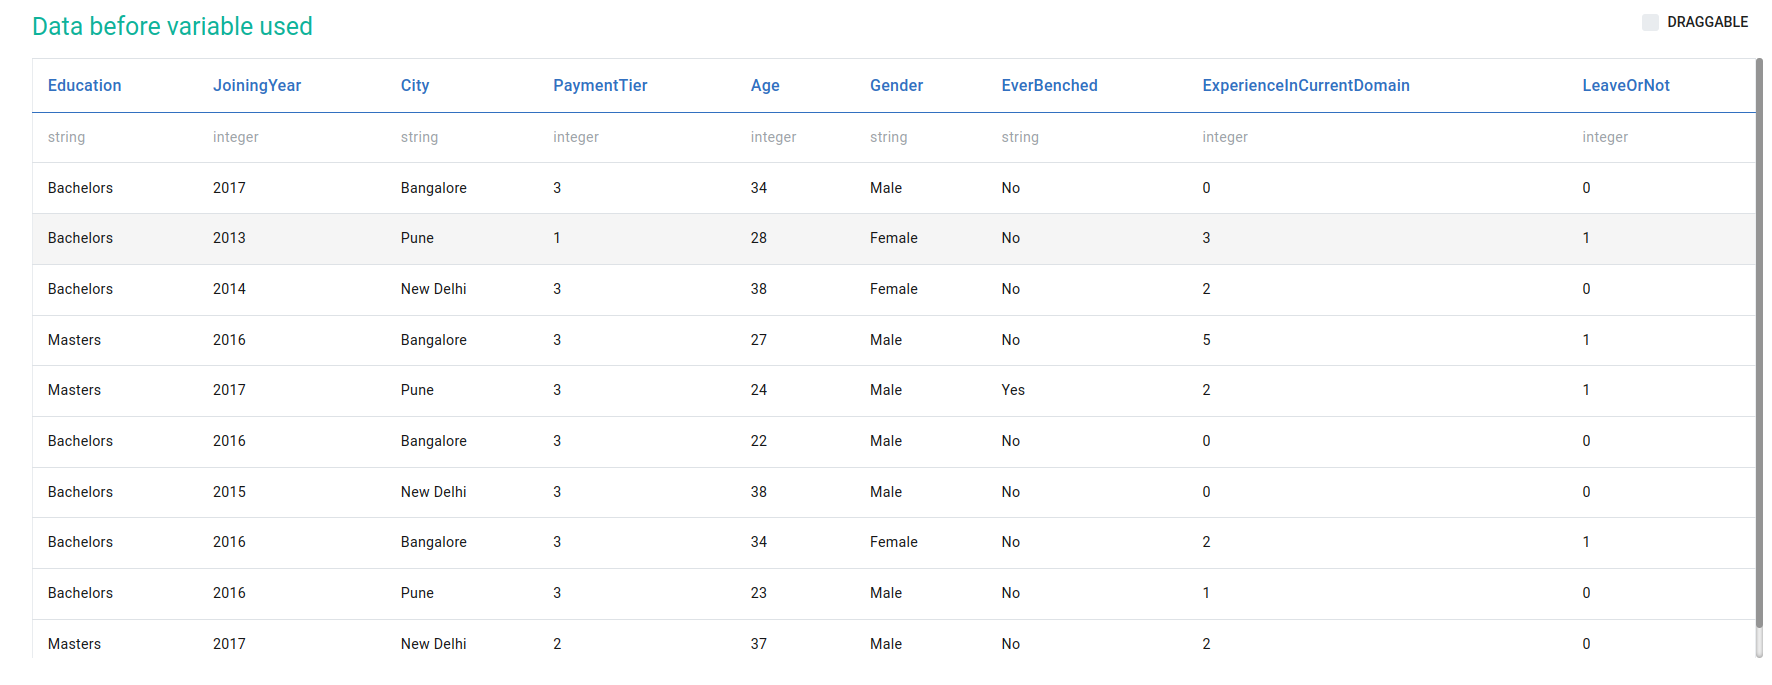 Data before variable used
DRAGGABLE
Education JoiningYear City PaymentTier Age Gender EverBenched ExperienceInCurrentDomain LeaveOrNot
string integer string integer integer string string integer integer
Bachelors 2017 Bangalore 3 34 Male No 0 0
Bachelors 2013 Pune 1 28 Female No 3 1
Bachelors 2014 New Delhi 3 38 Female No 2 0
Masters 2016 Bangalore 3 27 Male No 5 1
Masters 2017 Pune 3 24 Male Yes 2 1
Bachelors 2016 Bangalore 3 22 Male No 0 0
Bachelors 2015 New Delhi 3 38 Male No 0 0
Bachelors 2016 Bangalore 3 34 Female No 2 1
Bachelors 2016 Pune 3 23 Male No 1 0
Masters 2017 New Delhi 2 37 Male No 2 0